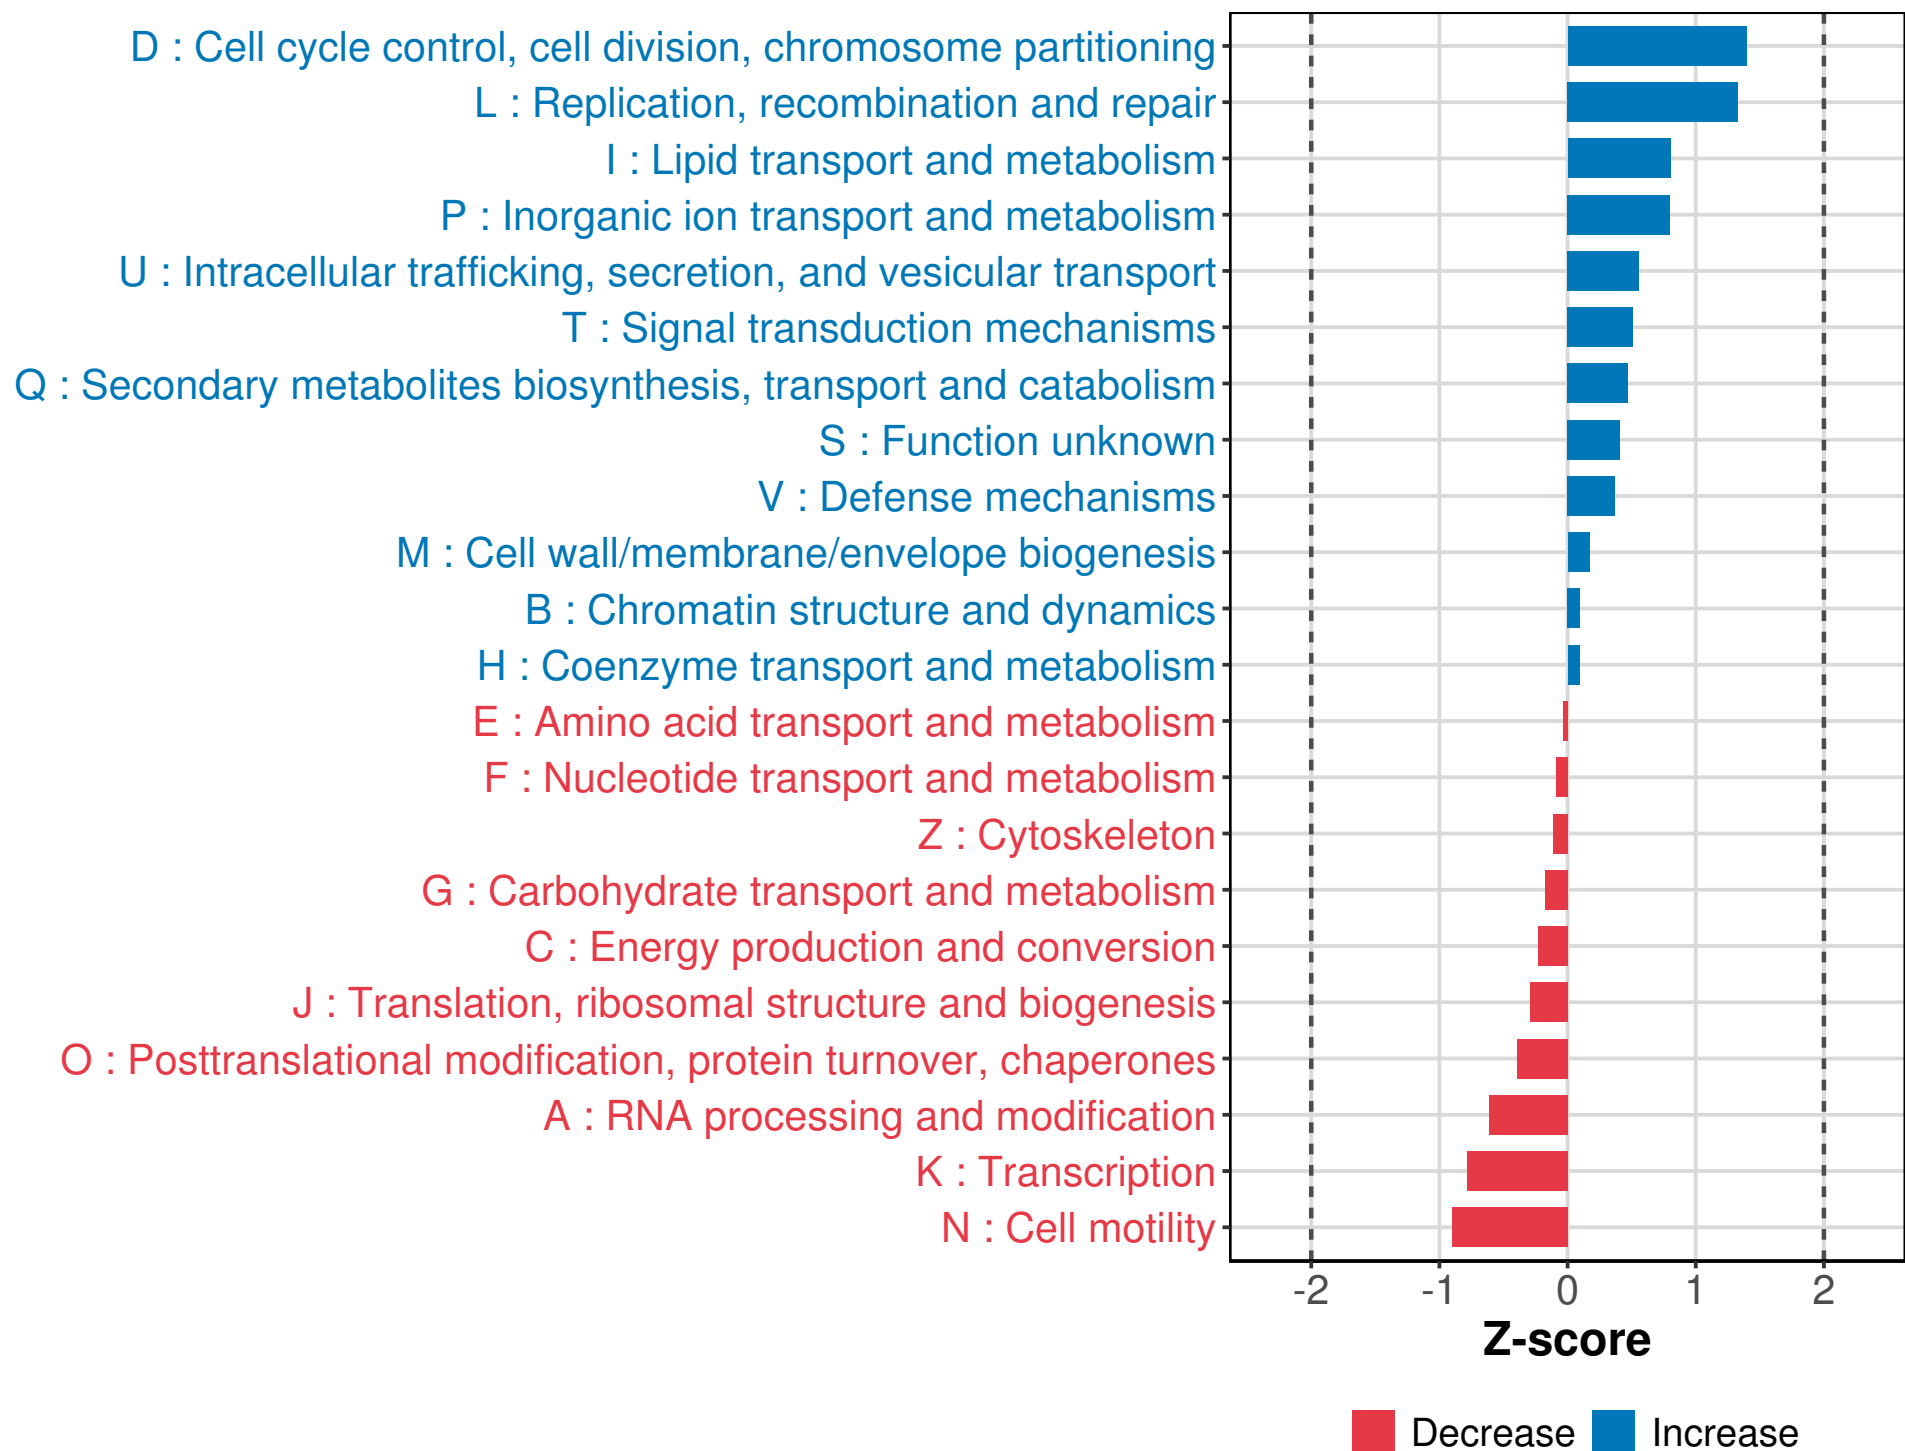 D : Cell cycle control, cell division, chromosome partitioning
L : Replication, recombination and repair
I : Lipid transport and metabolism
P : Inorganic ion transport and metabolism
U : Intracellular trafficking, secretion, and vesicular transport
T : Signal transduction mechanisms
Q : Secondary metabolites biosynthesis, transport and catabolism
S : Function unknown
V : Defense mechanisms
M : Cell wall/membrane/envelope biogenesis
B : Chromatin structure and dynamics
H : Coenzyme transport and metabolism
E : Amino acid transport and metabolism
F : Nucleotide transport and metabolism
Z : Cytoskeleton
G : Carbohydrate transport and metabolism
C : Energy production and conversion
J : Translation, ribosomal structure and biogenesis
O : Posttranslational modification, protein turnover, chaperones
A : RNA processing and modification
K : Transcription
N : Cell motility
-2 -1 0 1 2
Z-score
Decrease Increase